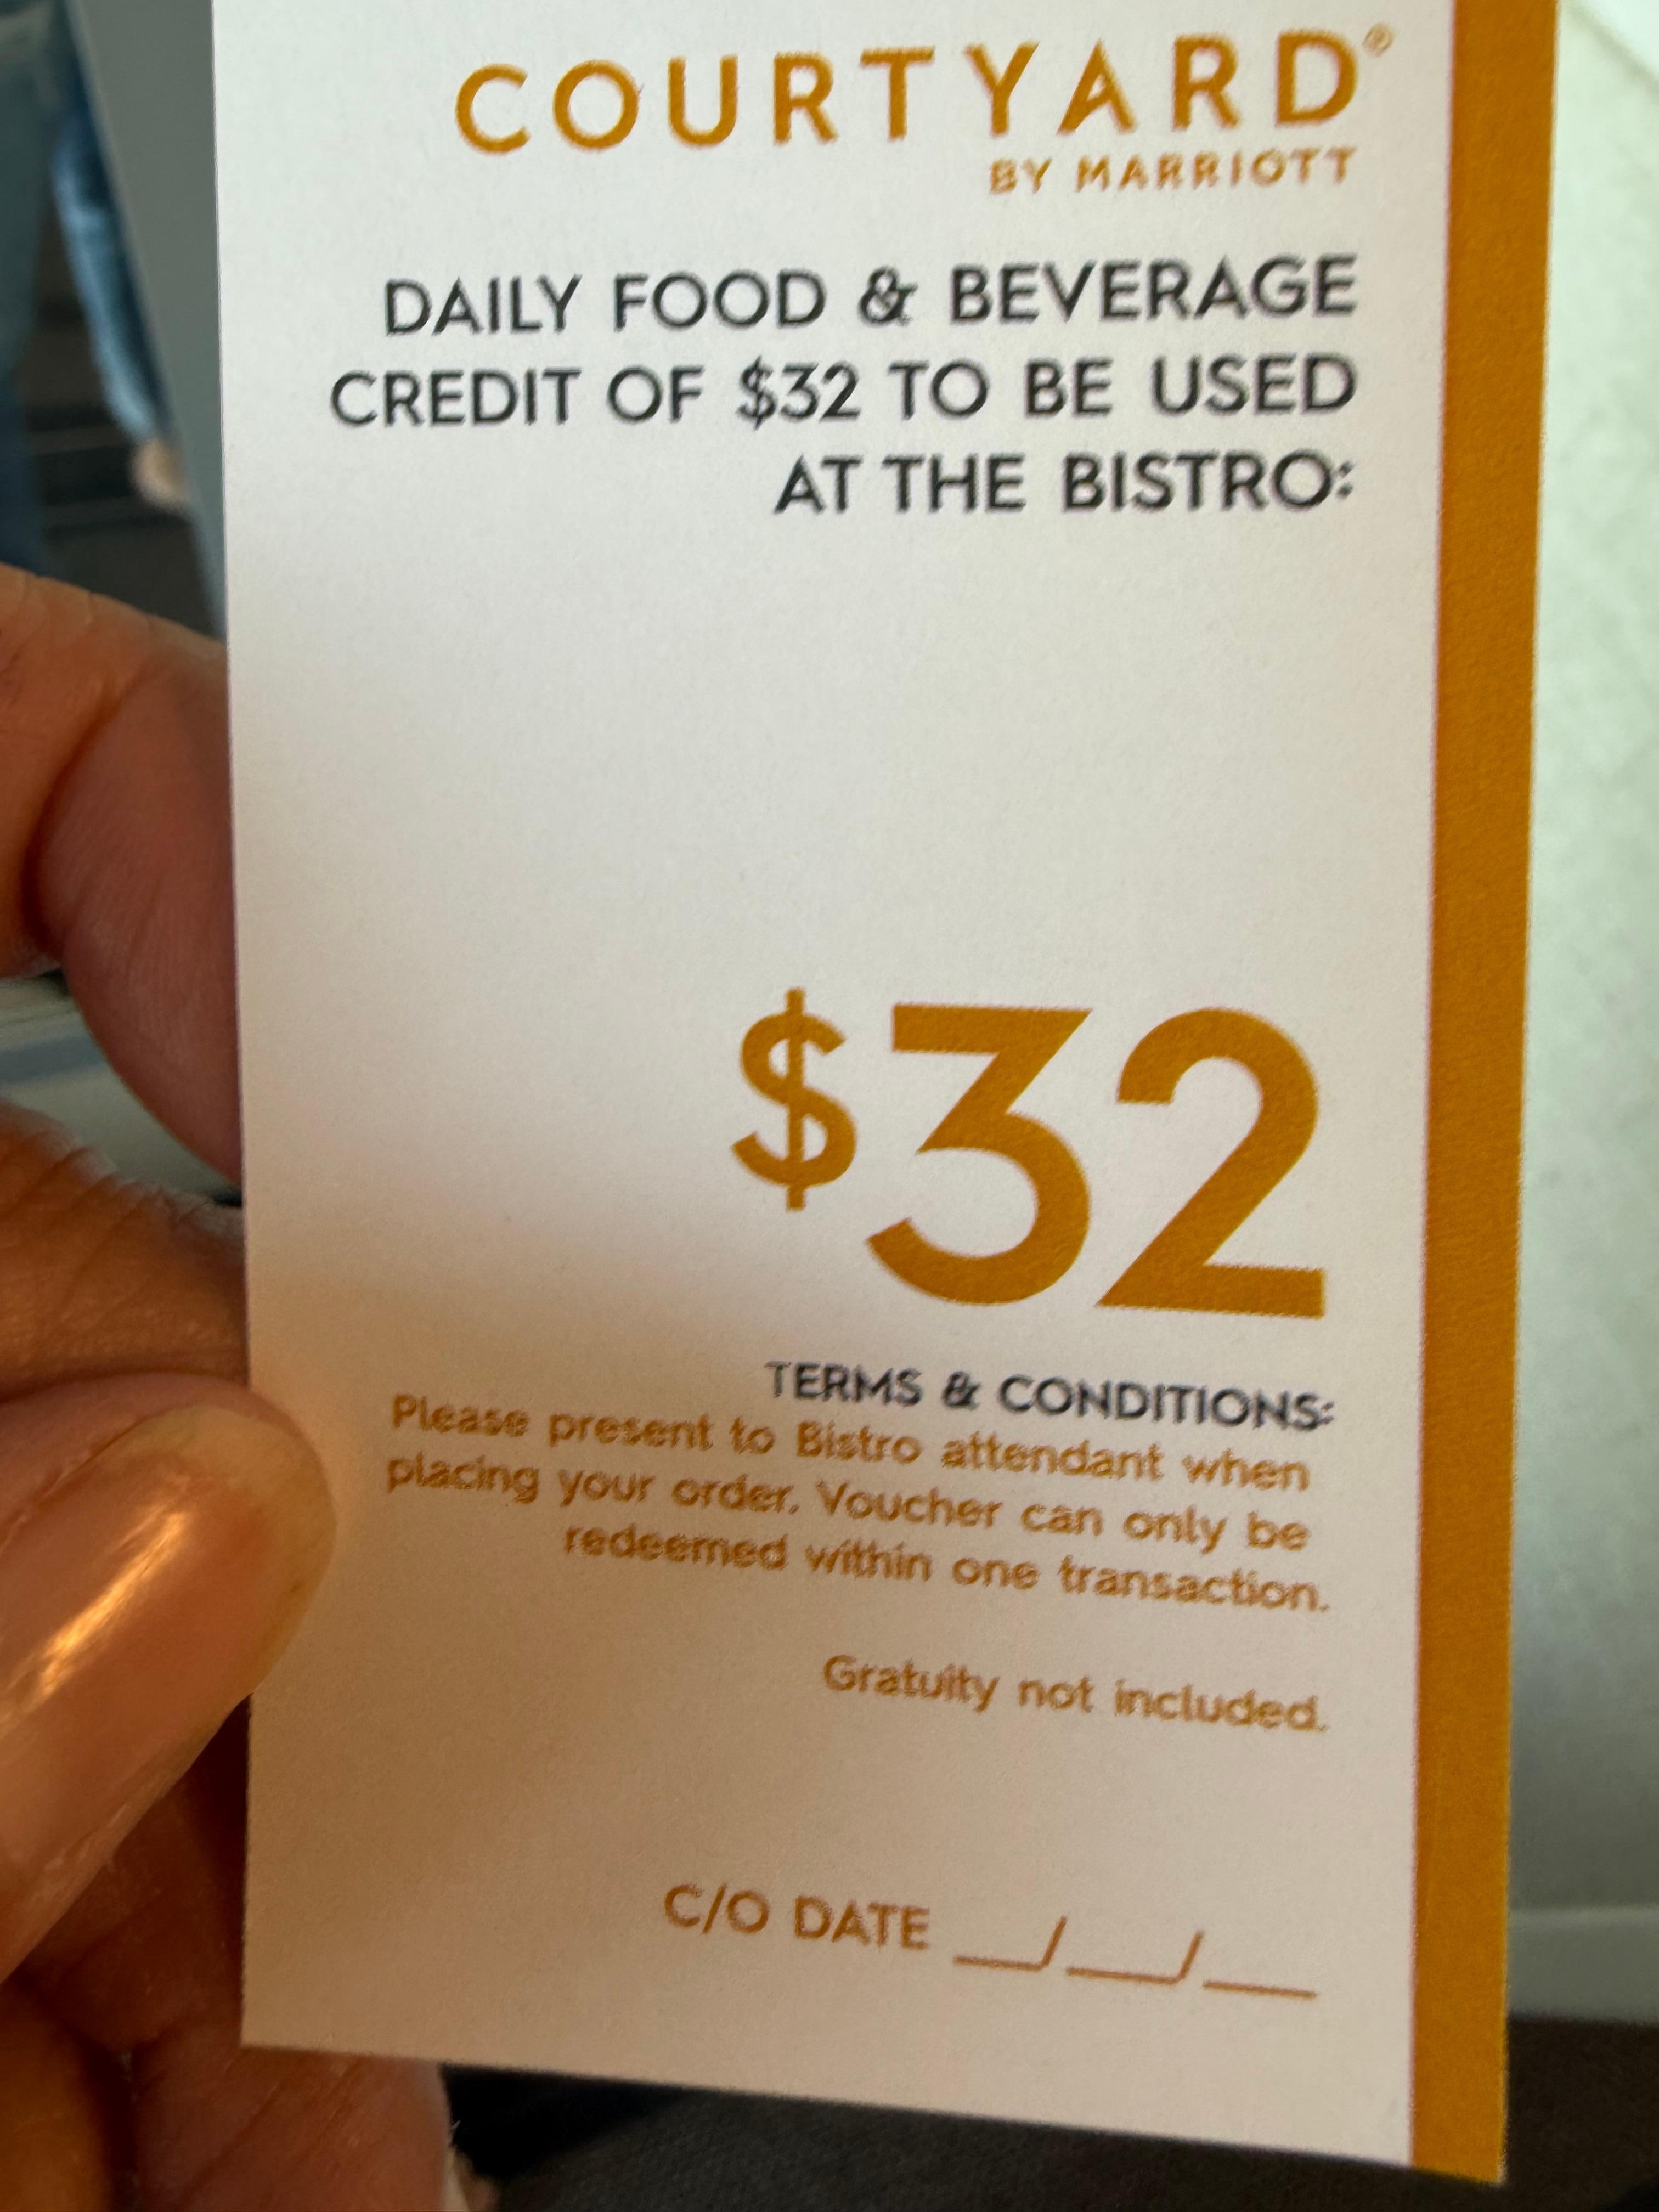 COURTYARD®
BY MARRIOTT
DAILY FOOD & BEVERAGE
CREDIT OF $32 TO BE USED
AT THE BISTRO:
$32
TERMS & CONDITIONS:
Please present to Bistro attendant when
placing your order. Voucher can only be
redeemed within one transaction.
Gratuity not included.
C/O DATE __/__/__